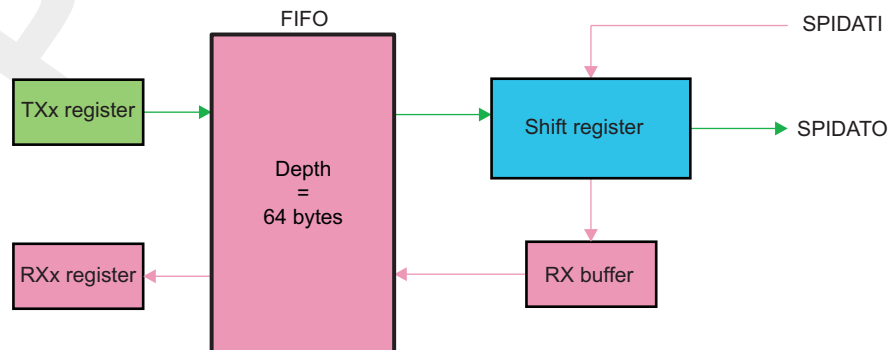 FIFO
SPIDATI
TXx register
Shift register
SPIDATO
Depth
=
64 bytes
RXx register
RX buffer